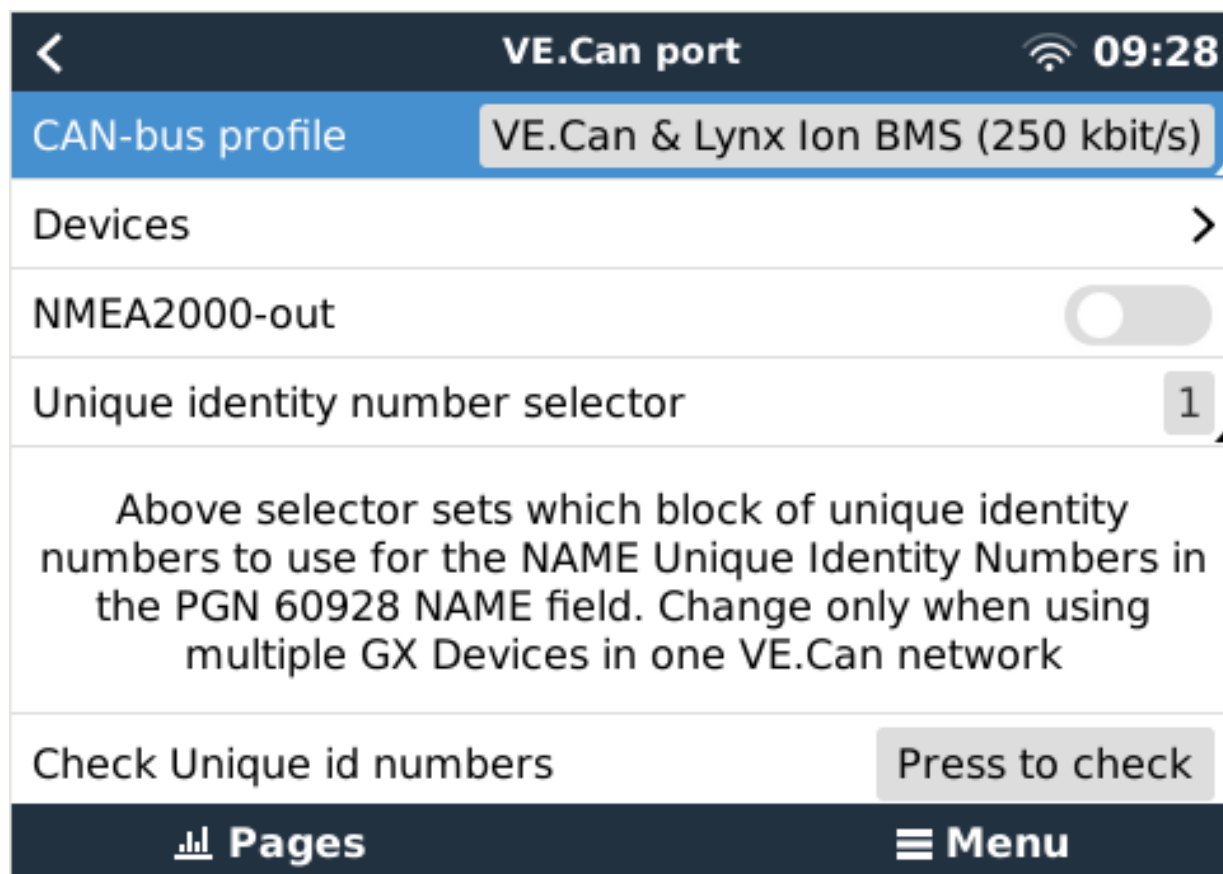 VE.Can port
09:28
CAN-bus profile
VE.Can & Lynx Ion BMS (250 kbit/s)
Devices
NMEA2000-out
Unique identity number selector
1
Above selector sets which block of unique identity
numbers to use for the NAME Unique Identity Numbers in
the PGN 60928 NAME field. Change only when using
multiple GX Devices in one VE.Can network
Check Unique id numbers
Press to check
Pages
Menu